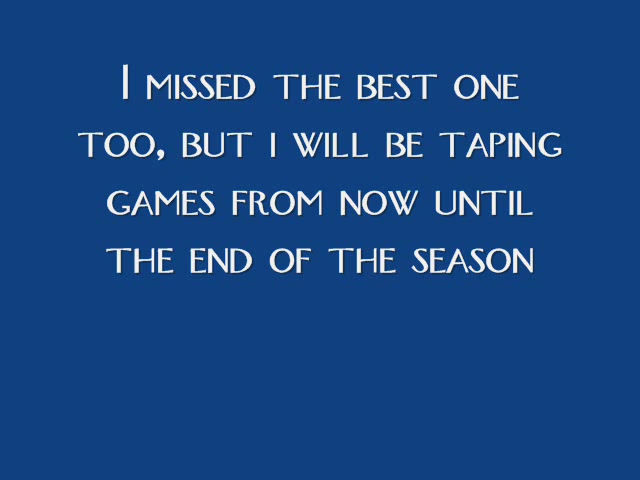 I missed the best one
too, but i will be taping
games from now until
the end of the season